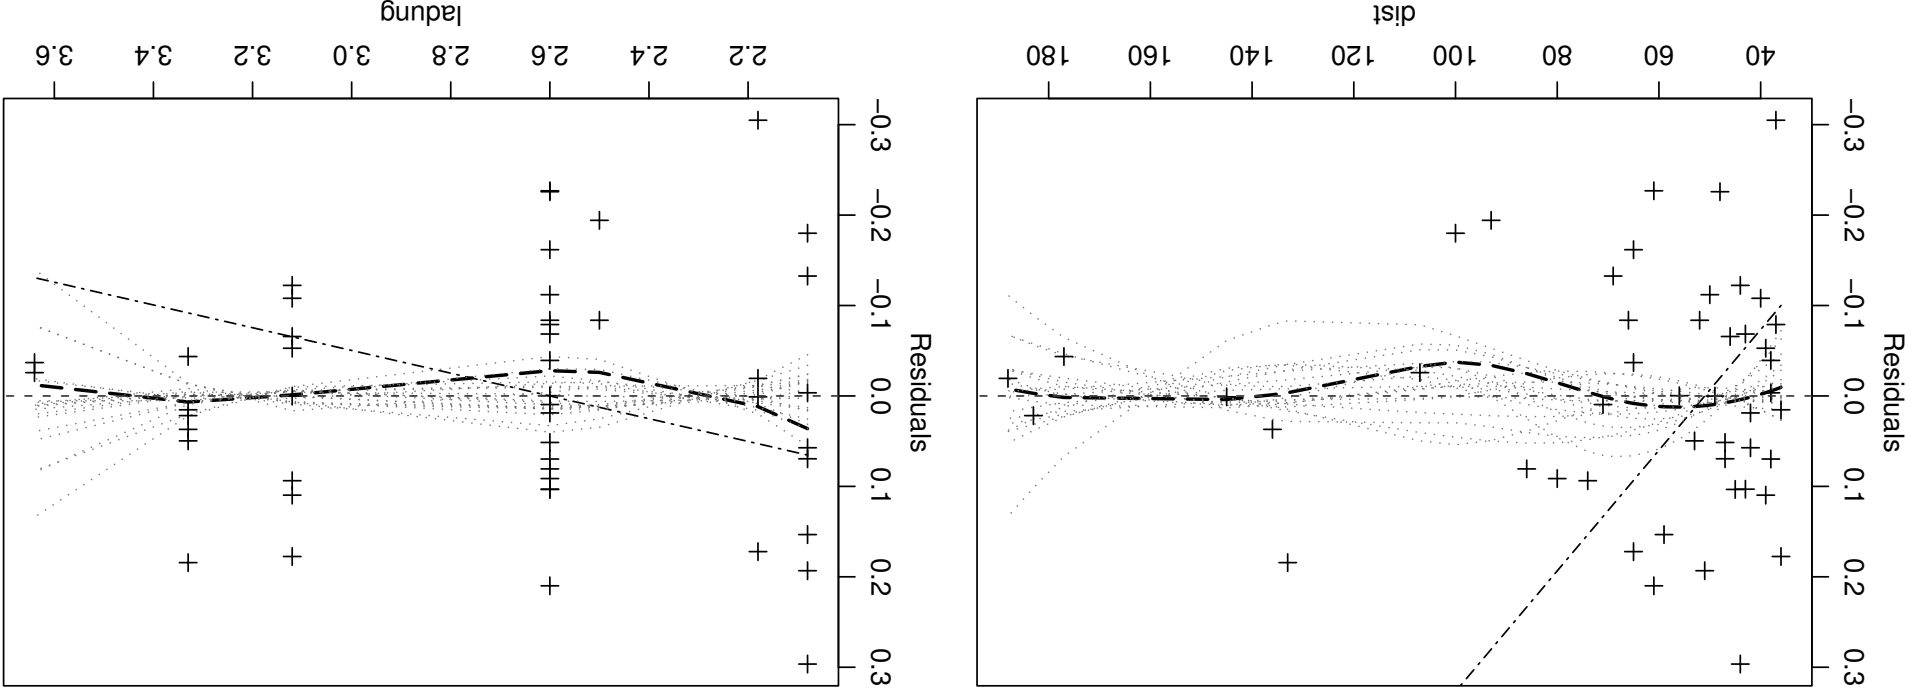 Residuals
−0.3 −0.2 −0.1 0.0 0.1 0.2 0.3
40 60 80 100 120 140 160 180
dist
Residuals
−0.3 −0.2 −0.1 0.0 0.1 0.2 0.3
2.2 2.4 2.6 2.8 3.0 3.2 3.4 3.6
ladung